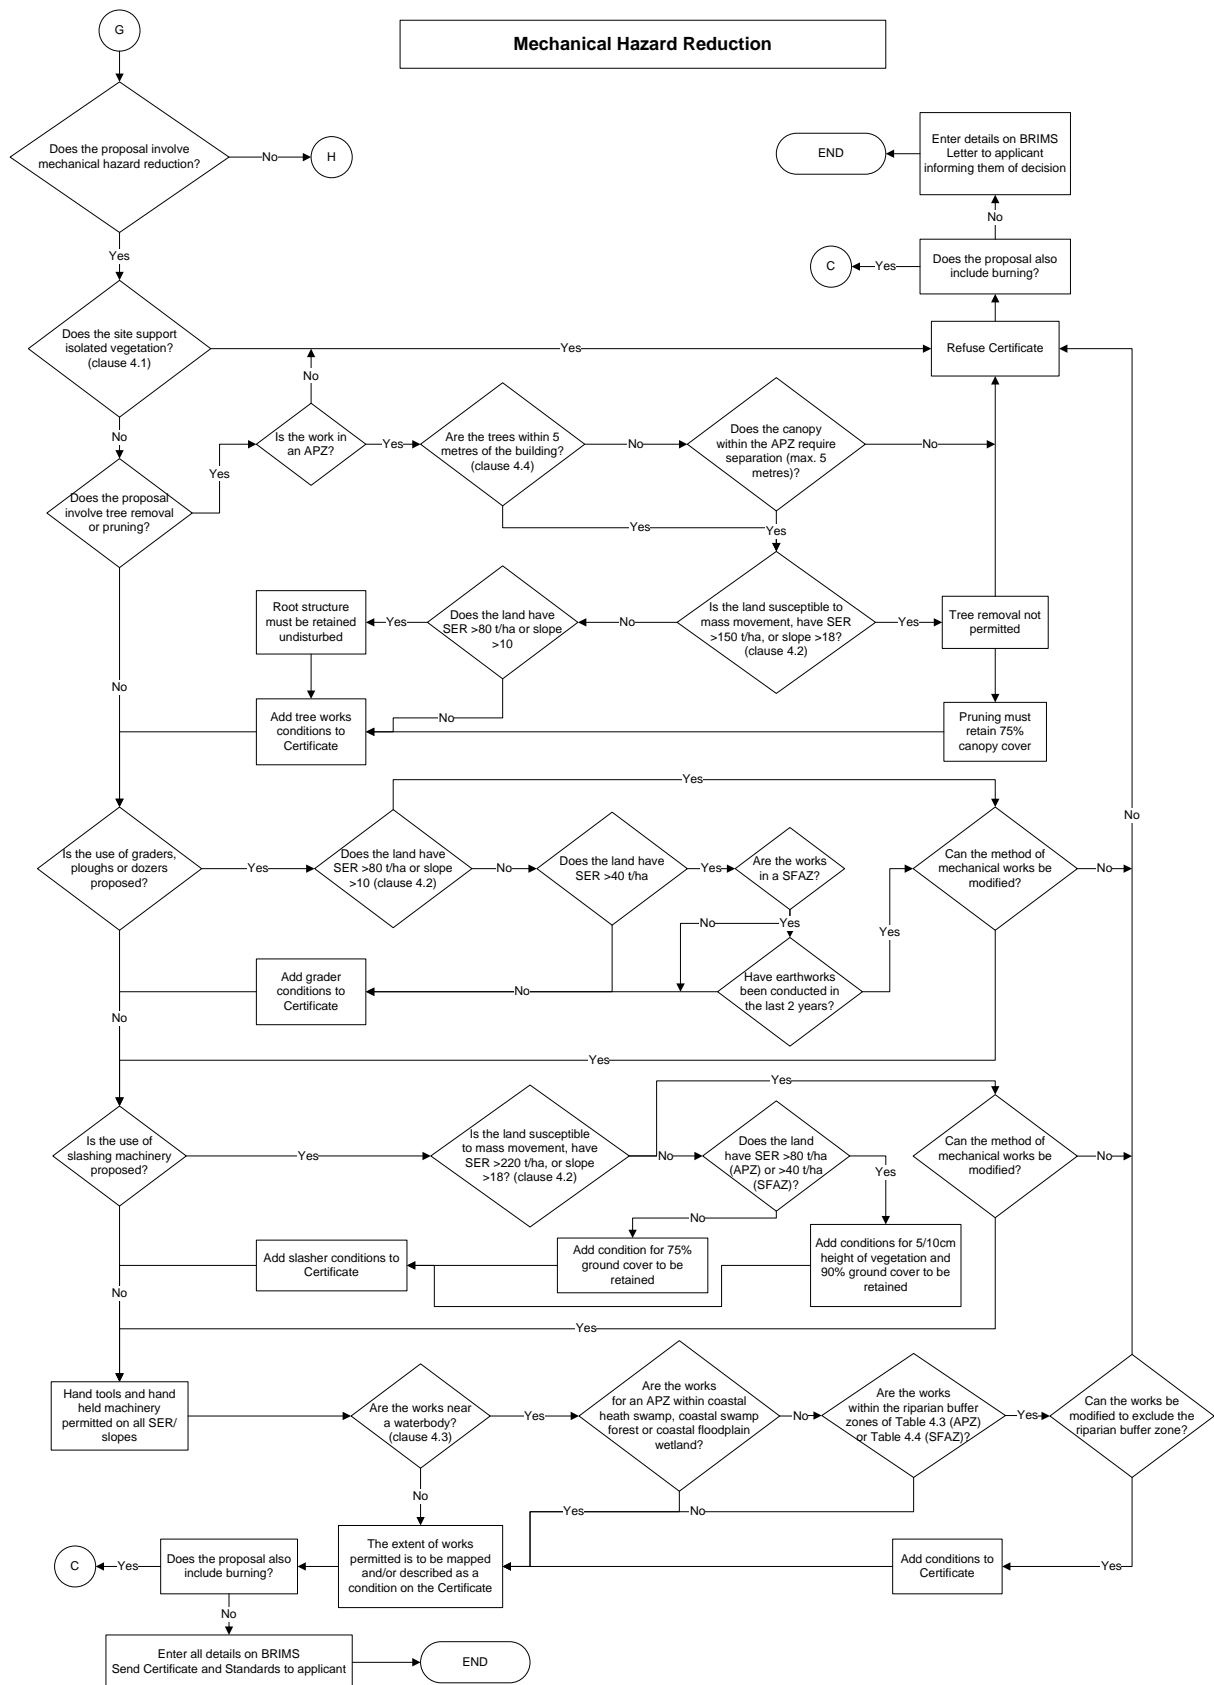 G
Mechanical Hazard Reduction
Does the proposal involve
mechanical hazard reduction?
No
H
Yes
END
Enter details on BRIMS
Letter to applicant
informing them of decision
No
C
Yes
Does the proposal also
include burning?
Does the site support
isolated vegetation?
(clause 4.1)
Yes
Refuse Certificate
No
No
Is the work in
an APZ?
Yes
Are the trees within 5
metres of the building?
(clause 4.4)
No
Does the canopy
within the APZ require
separation (max. 5
metres)?
No
Yes
Does the proposal
involve tree removal
or pruning?
Yes
Yes
Root structure
must be retained
undisturbed
Yes
Does the land have
SER >80 t/ha or slope
>10
No
Is the land susceptible to
mass movement, have SER
>150 t/ha, or slope >18?
(clause 4.2)
Yes
Tree removal not
permitted
No
Add tree works
conditions to
Certificate
No
Pruning must
retain 75%
canopy cover
Yes
No
Is the use of graders,
ploughs or dozers
proposed?
Yes
Does the land have
SER >80 t/ha or slope
>10 (clause 4.2)
No
Does the land have
SER >40 t/ha
Yes
Are the works
in a SFAZ?
Can the method of
mechanical works be
modified?
No
No
Yes
Yes
Add grader
conditions to
Certificate
No
Have earthworks
been conducted in
the last 2 years?
No
Yes
Yes
Is the use of
slashing machinery
proposed?
Yes
Is the land susceptible
to mass movement, have
SER >220 t/ha, or slope
>18? (clause 4.2)
No
Does the land
have SER >80 t/ha
(APZ) or >40 t/ha
(SFAZ)?
Yes
Can the method of
mechanical works be
modified?
No
No
Add slasher conditions to
Certificate
Add condition for 75%
ground cover to be
retained
Add conditions for 5/10cm
height of vegetation and
90% ground cover to be
retained
No
Yes
Hand tools and hand
held machinery
permitted on all SER/
slopes
Are the works near
a waterbody?
(clause 4.3)
Yes
Are the works
for an APZ within coastal
heath swamp, coastal swamp
forest or coastal floodplain
wetland?
No
Are the works
within the riparian buffer
zones of Table 4.3 (APZ)
or Table 4.4 (SFAZ)?
Yes
Can the works be
modified to exclude the
riparian buffer zone?
No
Yes
No
C
Yes
Does the proposal also
include burning?
The extent of works
permitted is to be mapped
and/or described as a
condition on the Certificate
Add conditions to
Certificate
Yes
No
Enter all details on BRIMS
Send Certificate and Standards to applicant
END